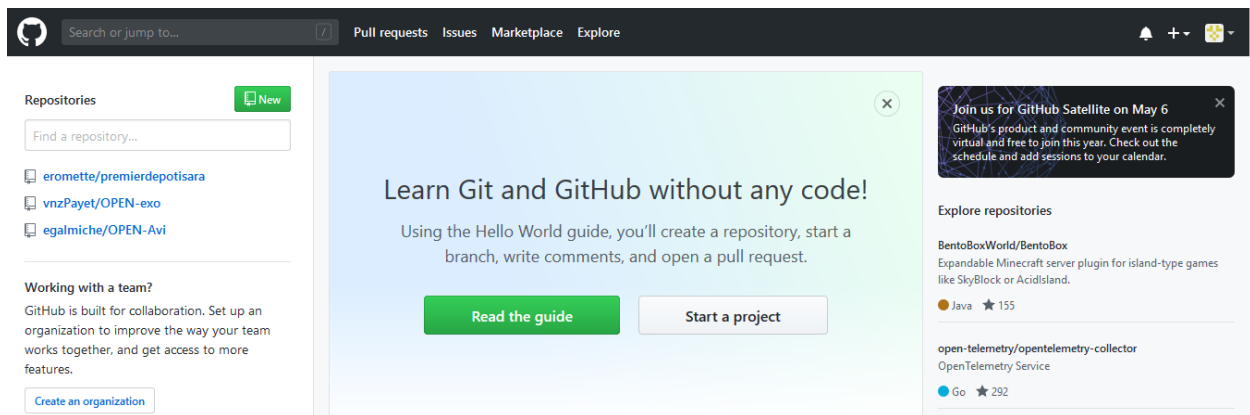 Search or jump to...
/
Pull requests Issues Marketplace Explore
Repositories
New
Find a repository...
eromette/premierdepotisara
vnzPayet/OPEN-exo
egalmiche/OPEN-Avi
Working with a team?
GitHub is built for collaboration. Set up an
organization to improve the way your team
works together, and get access to more
features.
Create an organization
Learn Git and GitHub without any code!
Using the Hello World guide, you’ll create a repository, start a
branch, write comments, and open a pull request.
Read the guide
Start a project
Join us for GitHub Satellite on May 6
GitHub's product and community event is completely
virtual and free to join this year. Check out the
schedule and add sessions to your calendar.
Explore repositories
BentoBoxWorld/BentoBox
Expandable Minecraft server plugin for island-type games
like SkyBlock or AcidIsland.
Java 155
open-telemetry/opentelemetry-collector
OpenTelemetry Service
Go 292